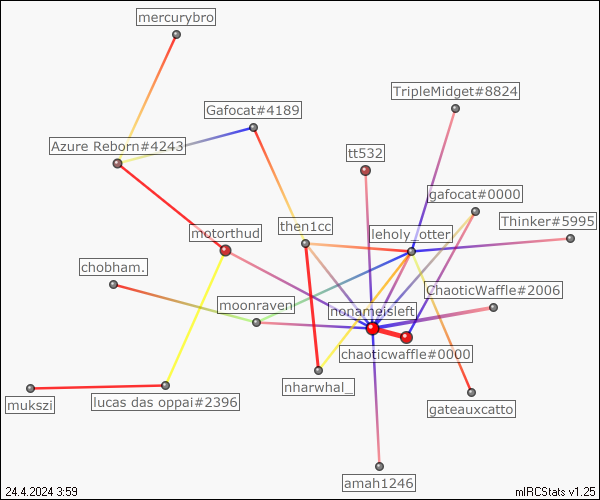 mercurybro
TripleMidget#8824
Gafocat#4189
Azure Reborn#4243
tt532
gafocat#0000
Thinker#5995
then1cc
leholy_otter
motorthud
chobham.
ChaoticWaffle#2006
moonraven
nonameisleft
chaoticwaffle#0000
nharwhal_
mukszi
lucas das oppai#2396
gateauxcatto
amah1246
24.4.2024 3:59
mIRCStats v1.25